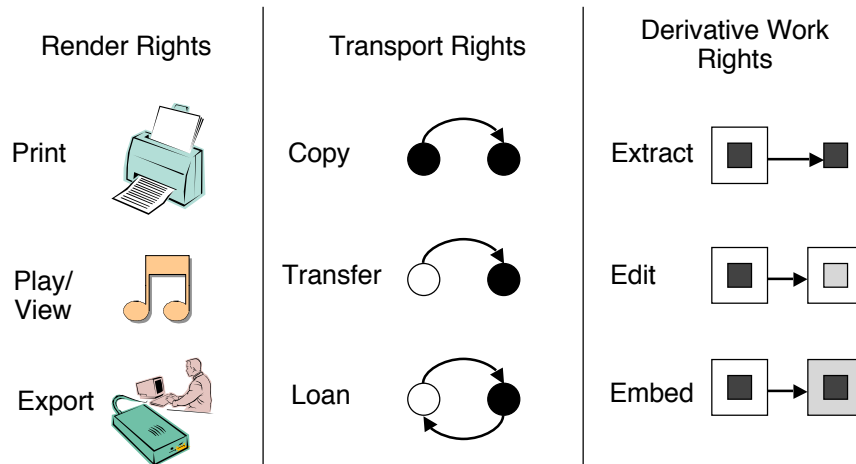 Render Rights
Print
Play/
View
Export
Transport Rights
Copy
Transfer
Loan
Derivative Work
Rights
Extract
Edit
Embed